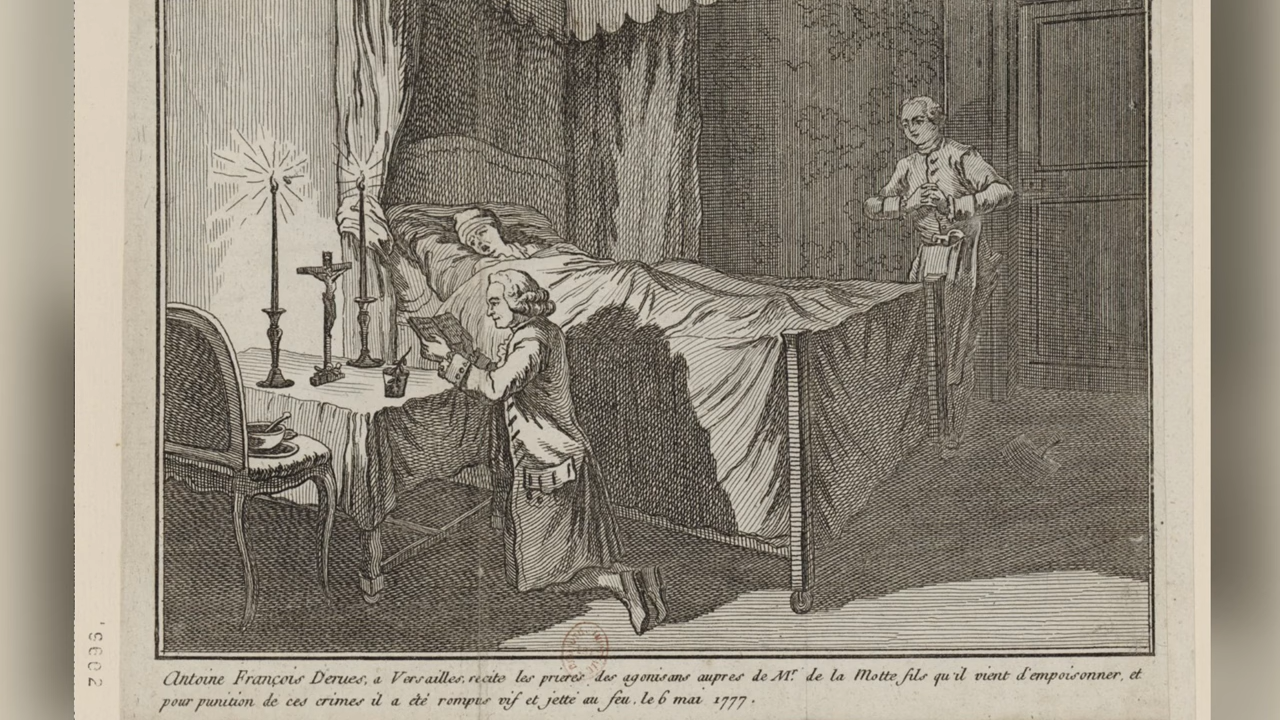 Antoine François Derues, a Versailles, recite les prieres des agonisans aupres de Mr. de la Motte fils qu'il vient d'empoisonner, et
pour punition de ces crimes il a été rompus vif et jetté au feu, le 6 mai 1777.